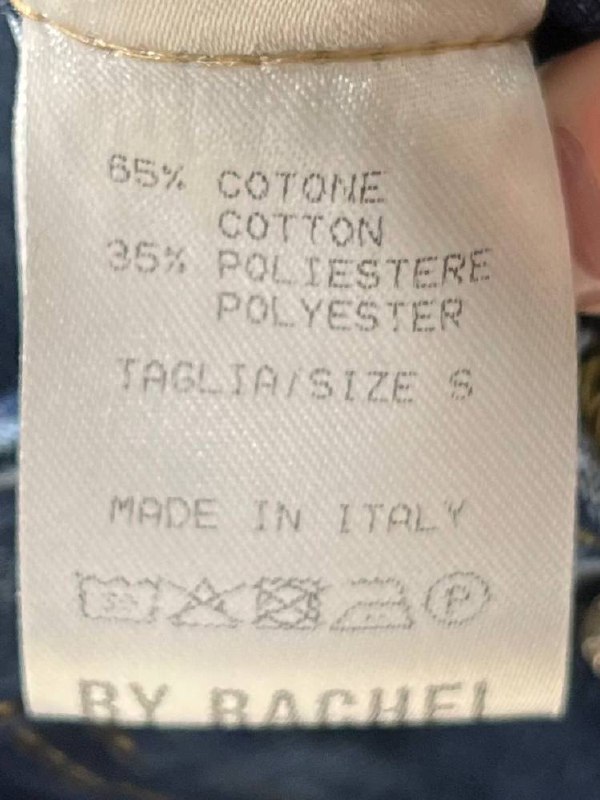 65% COTONE
COTTON
35% POLIESTERE
POLYESTER
TAGLIA/SIZE S
MADE IN ITALY
P
BY RACHEL